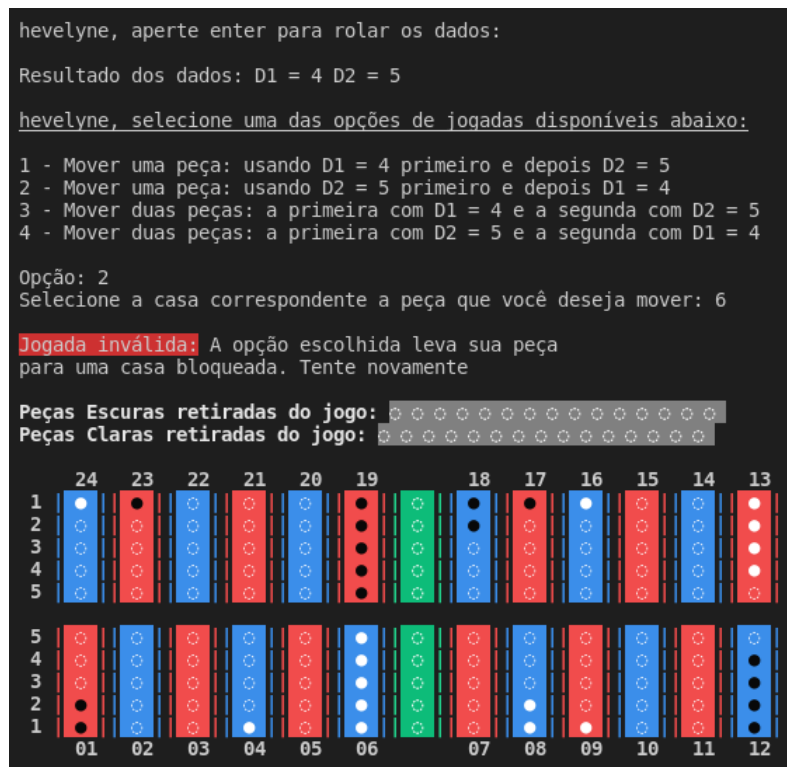 hevelyne, aperte enter para rolar os dados:
Resultado dos dados: D1 = 4 D2 = 5
hevelyne, selecione uma das opções de jogadas disponíveis abaixo:
1 - Mover uma peça: usando D1 = 4 primeiro e depois D2 = 5
2 - Mover uma peça: usando D2 = 5 primeiro e depois D1 = 4
3 - Mover duas peças: a primeira com D1 = 4 e a segunda com D2 = 5
4 - Mover duas peças: a primeira com D2 = 5 e a segunda com D1 = 4
Opção: 2
Selecione a casa correspondente a peça que você deseja mover: 6
Jogada inválida: A opção escolhida leva sua peça
para uma casa bloqueada. Tente novamente
Peças Escuras retiradas do jogo:
Peças Claras retiradas do jogo:
24 23 22 21 20 19 18 17 16 15 14 13
1
2
3
4
5
5
4
3
2
1
01 02 03 04 05 06 07 08 09 10 11 12